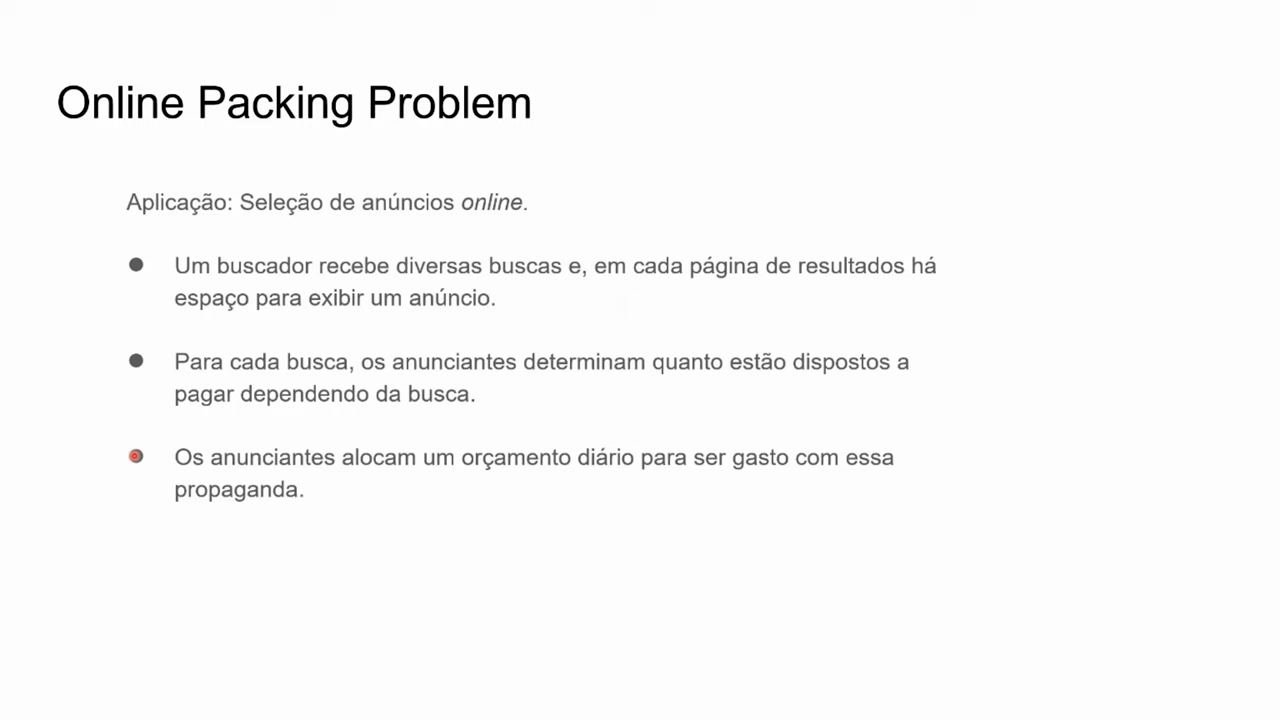 Online Packing Problem
Aplicação: Seleção de anúncios online.
● Um buscador recebe diversas buscas e, em cada página de resultados há
espaço para exibir um anúncio.
● Para cada busca, os anunciantes determinam quanto estão dispostos a
pagar dependendo da busca.
● Os anunciantes alocam um orçamento diário para ser gasto com essa
propaganda.